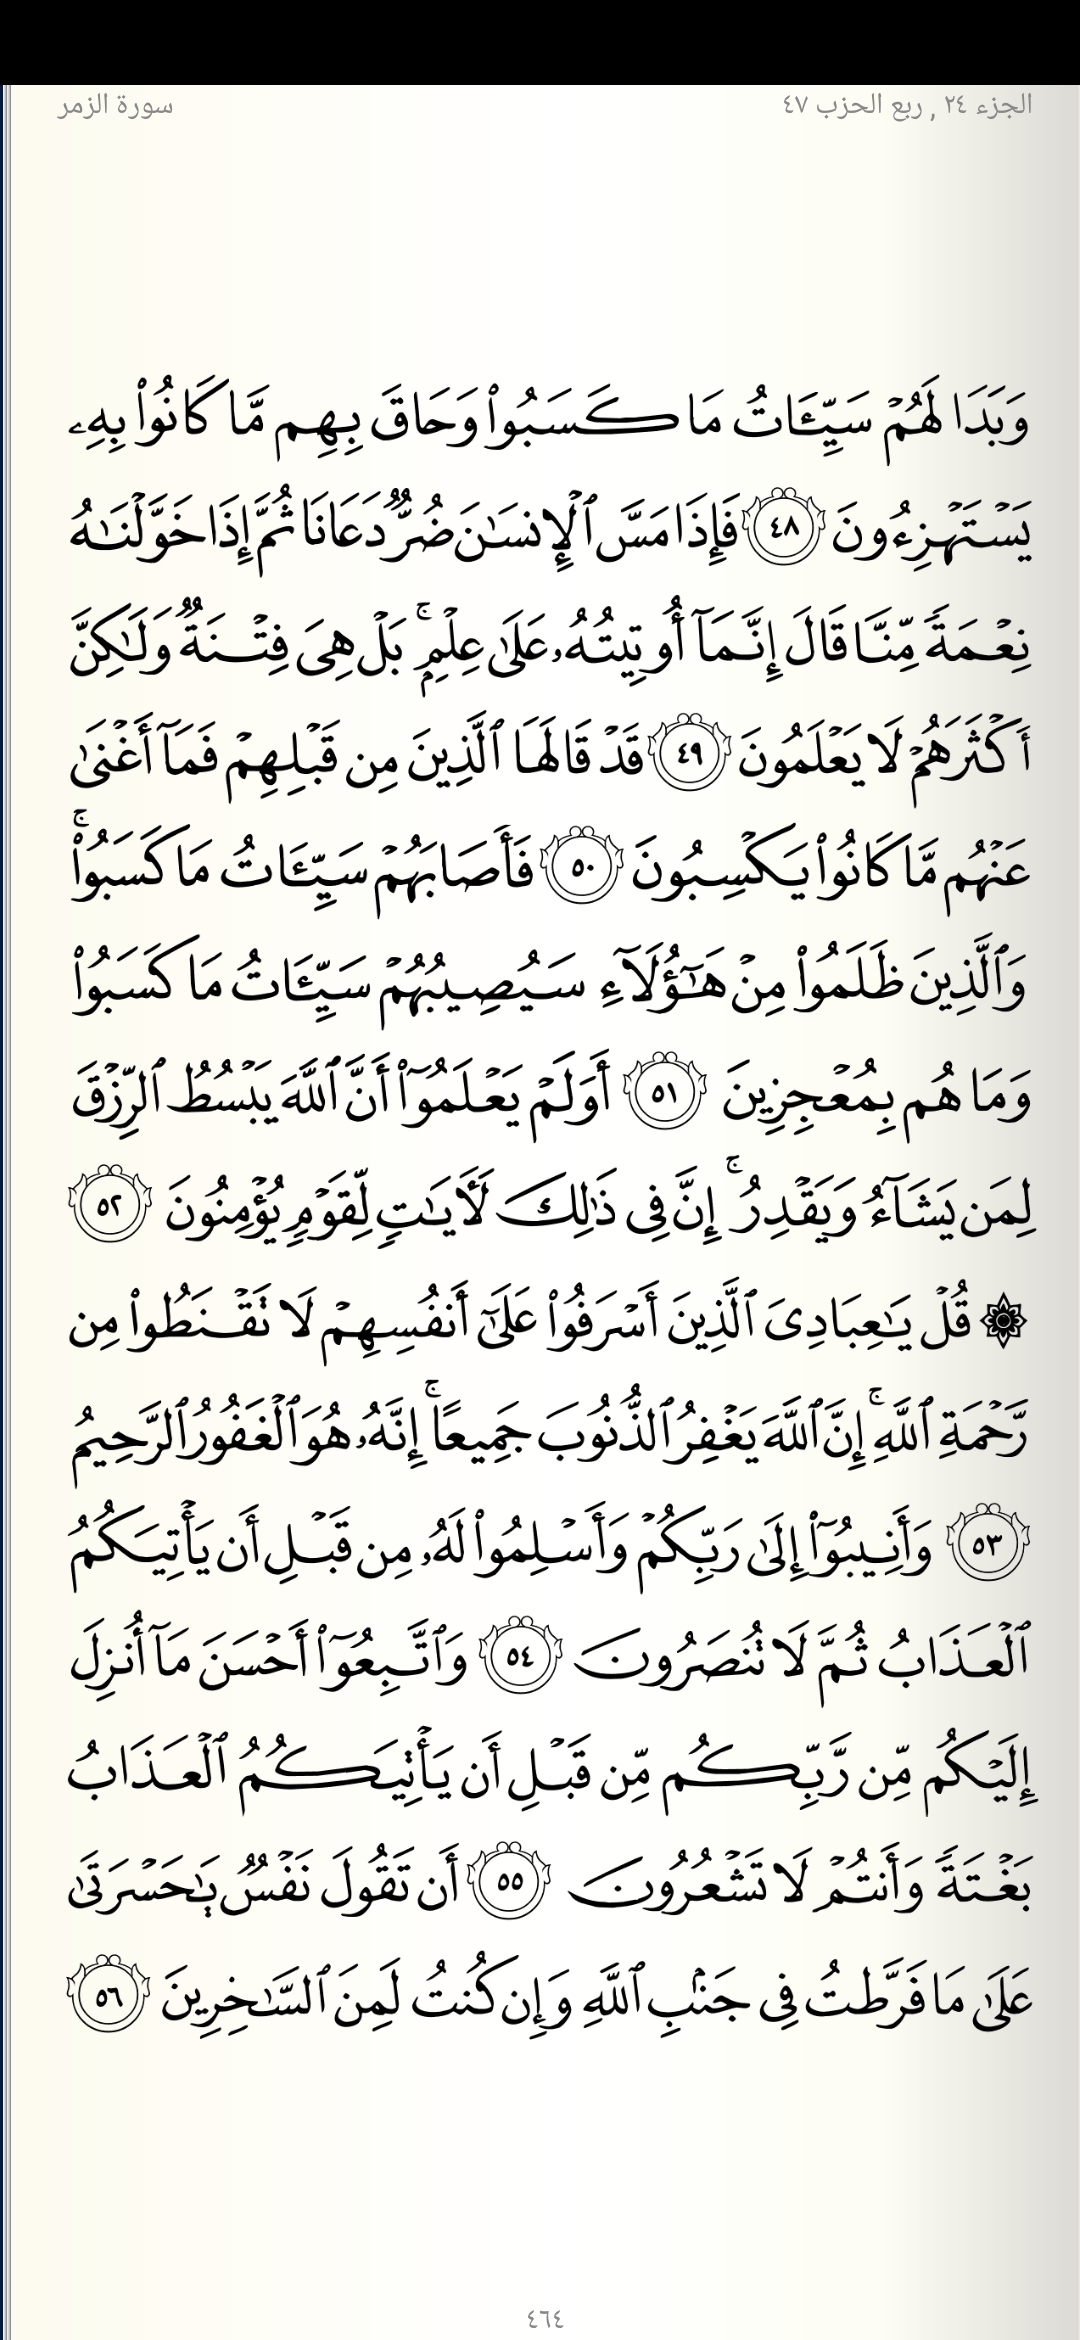 الجزء ٢٤ , ربع الحزب ٤٧ سورة الزمر
وَبَدَا لَهُمۡ سَيِّـَٔاتُ مَا كَسَبُواْ وَحَاقَ بِهِم مَّا كَانُواْ بِهِۦ
يَسۡتَهۡزِءُونَ ٤٨ فَإِذَا مَسَّ ٱلۡإِنسَٰنَ ضُرّٞ دَعَانَا ثُمَّ إِذَا خَوَّلۡنَٰهُ
نِعۡمَةٗ مِّنَّا قَالَ إِنَّمَآ أُوتِيتُهُۥ عَلَىٰ عِلۡمِۭۚ بَلۡ هِيَ فِتۡنَةٞ وَلَٰكِنَّ
أَكۡثَرَهُمۡ لَا يَعۡلَمُونَ ٤٩ قَدۡ قَالَهَا ٱلَّذِينَ مِن قَبۡلِهِمۡ فَمَآ أَغۡنَىٰ
عَنۡهُم مَّا كَانُواْ يَكۡسِبُونَ ٥٠ فَأَصَابَهُمۡ سَيِّـَٔاتُ مَا كَسَبُواْۚ
وَٱلَّذِينَ ظَلَمُواْ مِنۡ هَٰٓؤُلَآءِ سَيُصِيبُهُمۡ سَيِّـَٔاتُ مَا كَسَبُواْ
وَمَا هُم بِمُعۡجِزِينَ ٥١ أَوَلَمۡ يَعۡلَمُوٓاْ أَنَّ ٱللَّهَ يَبۡسُطُ ٱلرِّزۡقَ
لِمَن يَشَآءُ وَيَقۡدِرُۚ إِنَّ فِي ذَٰلِكَ لَأٓيَٰتٖ لِّقَوۡمٖ يُؤۡمِنُونَ ٥٢
۞ قُلۡ يَٰعِبَادِيَ ٱلَّذِينَ أَسۡرَفُواْ عَلَىٰٓ أَنفُسِهِمۡ لَا تَقۡنَطُواْ مِن
رَّحۡمَةِ ٱللَّهِۚ إِنَّ ٱللَّهَ يَغۡفِرُ ٱلذُّنُوبَ جَمِيعًاۚ إِنَّهُۥ هُوَ ٱلۡغَفُورُ ٱلرَّحِيمُ
٥٣ وَأَنِيبُوٓاْ إِلَىٰ رَبِّكُمۡ وَأَسۡلِمُواْ لَهُۥ مِن قَبۡلِ أَن يَأۡتِيَكُمُ
ٱلۡعَذَابُ ثُمَّ لَا تُنصَرُونَ ٥٤ وَٱتَّبِعُوٓاْ أَحۡسَنَ مَآ أُنزِلَ
إِلَيۡكُم مِّن رَّبِّكُم مِّن قَبۡلِ أَن يَأۡتِيَكُمُ ٱلۡعَذَابُ
بَغۡتَةٗ وَأَنتُمۡ لَا تَشۡعُرُونَ ٥٥ أَن تَقُولَ نَفۡسٞ يَٰحَسۡرَتَىٰ
عَلَىٰ مَا فَرَّطتُ فِي جَنۢبِ ٱللَّهِ وَإِن كُنتُ لَمِنَ ٱلسَّٰخِرِينَ ٥٦
٤٦٤